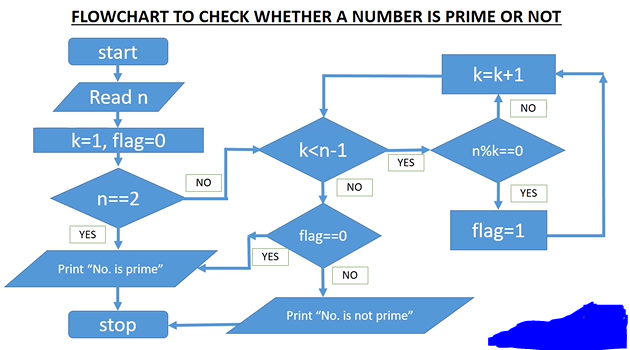 FLOWCHART TO CHECK WHETHER A NUMBER IS PRIME OR NOT
start
Read n
k=1, flag=0
n==2
NO
YES
Print “No. is prime”
stop
k<n-1
YES
NO
flag==0
YES
NO
Print “No. is not prime”
k=k+1
NO
n%k==0
YES
flag=1